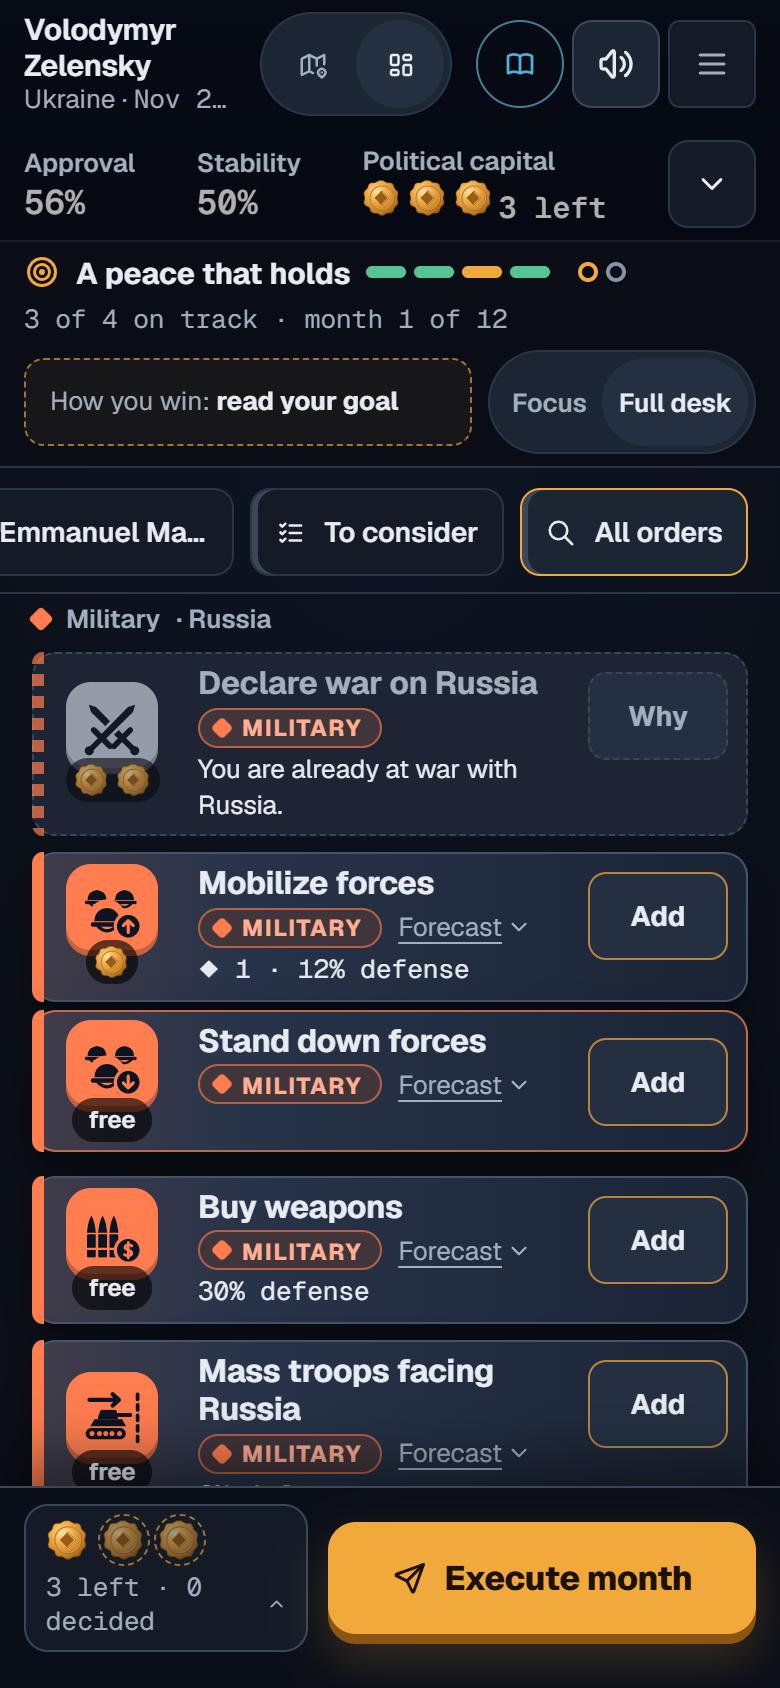 Volodymyr
Zelensky
Ukraine · Nov 2...
Approval
56%
Stability
50%
Political capital
3 left
A peace that holds
3 of 4 on track · month 1 of 12
How you win: read your goal
Focus
Full desk
Emmanuel Ma...
To consider
All orders
Military · Russia
Declare war on Russia
MILITARY
You are already at war with
Russia.
Why
Mobilize forces
MILITARY
Forecast
1 · 12% defense
Add
Stand down forces
MILITARY
Forecast
free
Add
Buy weapons
MILITARY
Forecast
30% defense
free
Add
Mass troops facing
Russia
MILITARY
Forecast
free
Add
3 left · 0
decided
Execute month